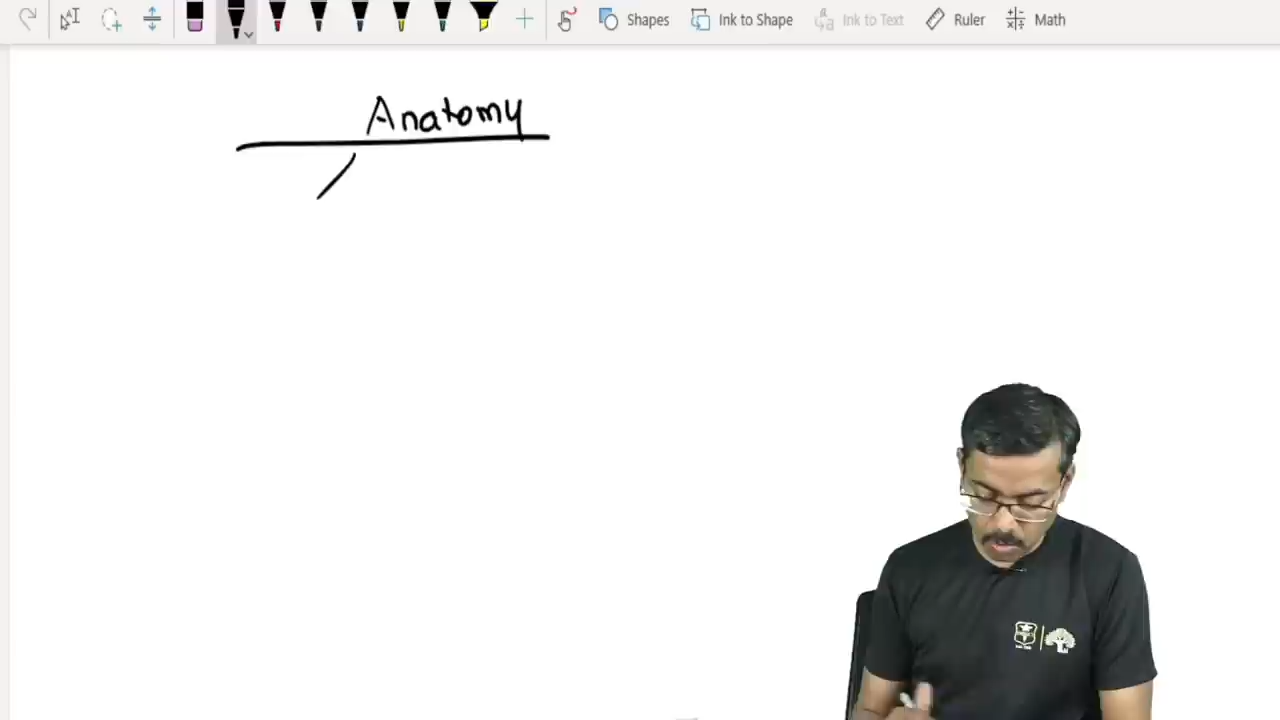 Shapes
Ink to Shape
Ink to Text
Ruler
Math
Anatomy